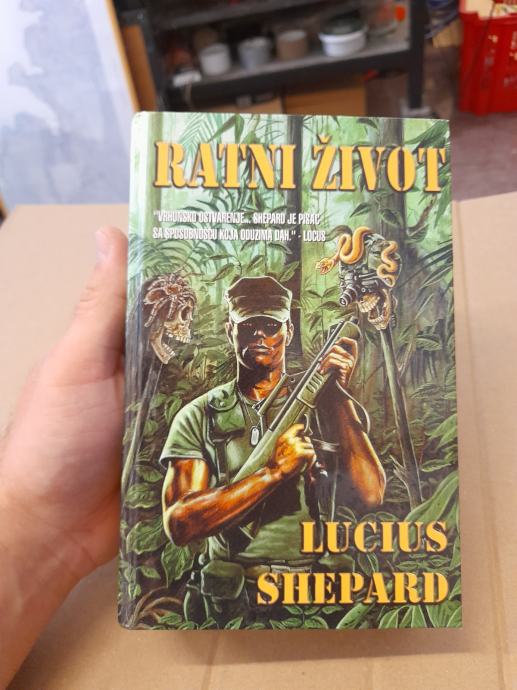 RATNI ŽIVOT
"VRHUNSKO OSTVARENJE... SHEPARD JE PISAC
SA SPOSOBNOŠĆU KOJA ODUZIMA DAH." - LOCUS
LUCIUS
SHEPARD